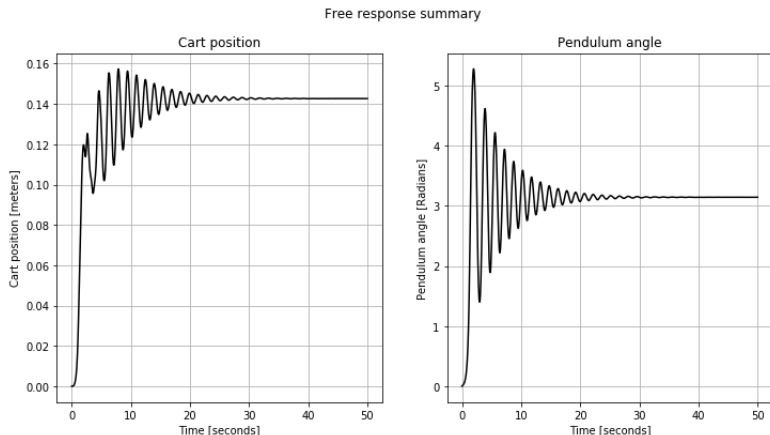 Free response summary
Cart position
Cart position [meters]
0.16
0.14
0.12
0.10
0.08
0.06
0.04
0.02
0.00
0 10 20 30 40 50
Time [seconds]
Pendulum angle
Pendulum angle [Radians]
5
4
3
2
1
0
0 10 20 30 40 50
Time [seconds]